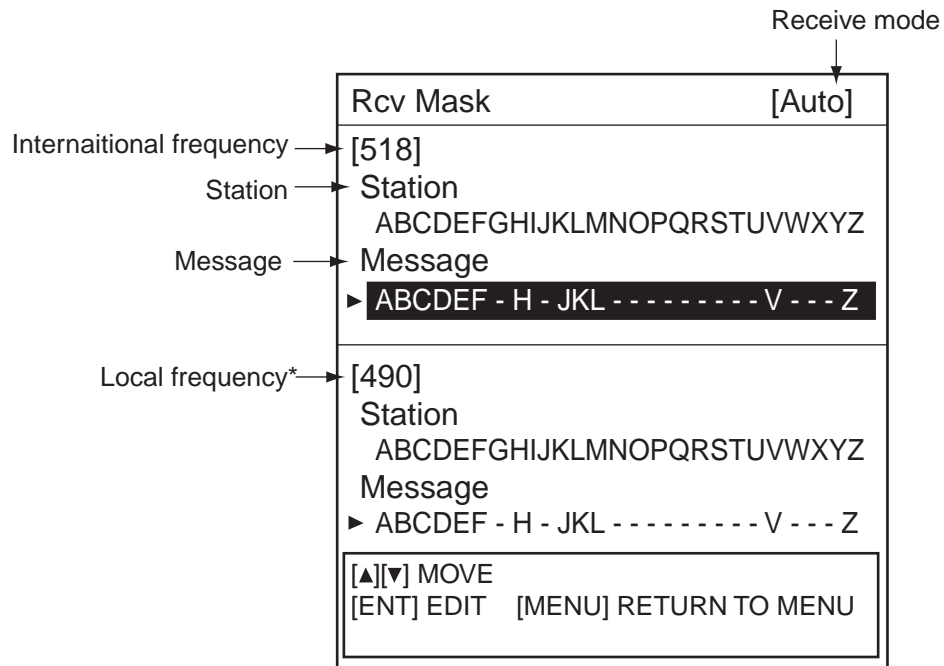 Receive mode
Rcv Mask [Auto]
Internaitional frequency
[518]
Station
Station
ABCDEFGHIJKLMNOPQRSTUVWXYZ
Message
Message
ABCDEF - H - JKL - - - - - - - - - V - - - Z
Local frequency*
[490]
Station
ABCDEFGHIJKLMNOPQRSTUVWXYZ
Message
ABCDEF - H - JKL - - - - - - - - - V - - - Z
[▲][▼] MOVE
[ENT] EDIT [MENU] RETURN TO MENU